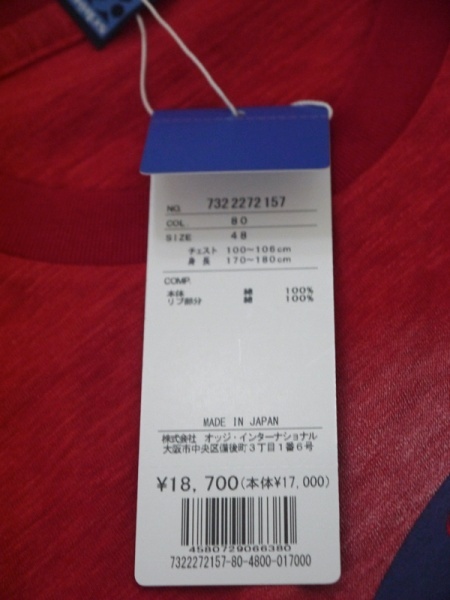 NO. 7322272157
COL. 80
SIZE 48
チェスト 100~106cm
身長 170~180cm
COMP.
本体 綿 100%
リブ部分 綿 100%
MADE IN JAPAN
株式会社 オッジ・インターナショナル
大阪市中央区備後町3丁目1番6号
¥18,700(本体¥17,000)
4580729066380
7322272157-80-4800-017000